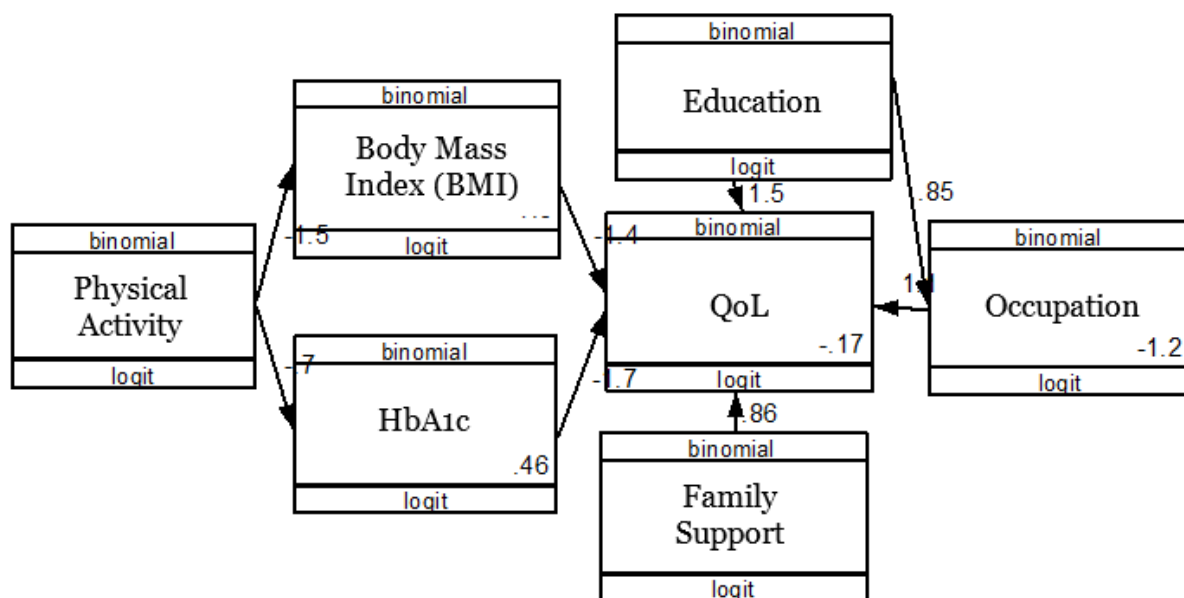 binomial
Education
logit
binomial
Body Mass
Index (BMI)
logit
binomial
Physical
Activity
logit
-1.5
-.7
binomial
HbA1c
.46
logit
-1.4
-1.7
1.5
.85
binomial
QoL
-.17
logit
1.1
binomial
Occupation
-1.2
logit
.86
binomial
Family
Support
logit